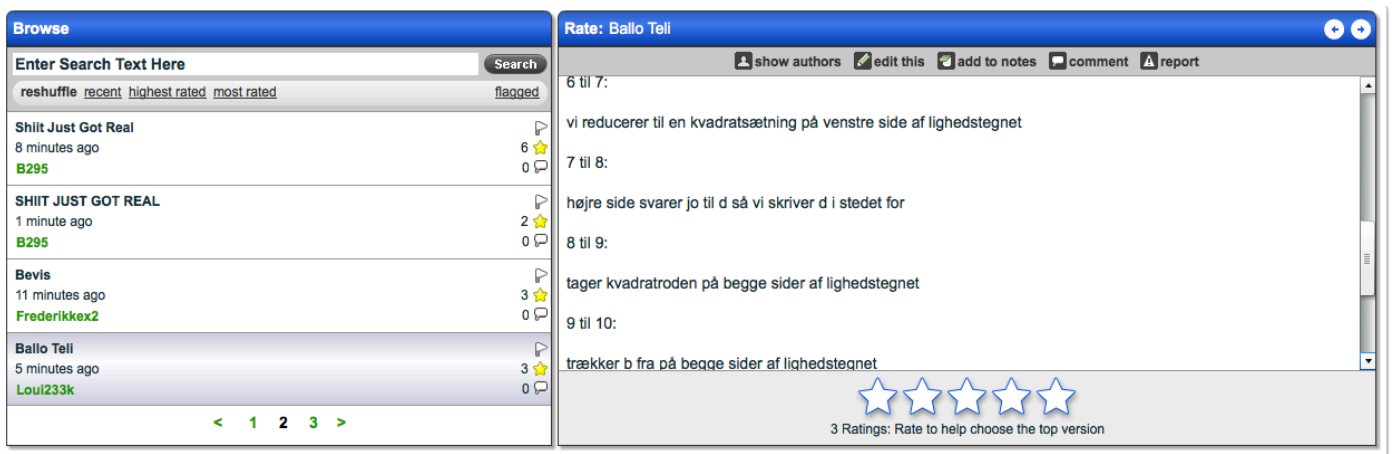 Browse
Enter Search Text Here Search
reshuffle recent highest rated most rated flagged
Shiit Just Got Real
8 minutes ago 6
B295 0
SHIIT JUST GOT REAL
1 minute ago 2
B295 0
Bevis
11 minutes ago 3
Frederikkex2 0
Ballo Teli
5 minutes ago 3
Loui233k 0
< 1 2 3 >
Rate: Ballo Teli
show authors edit this add to notes comment report
6 til 7:
vi reducerer til en kvadratsætning på venstre side af lighedstegnet
7 til 8:
højre side svarer jo til d så vi skriver d i stedet for
8 til 9:
tager kvadratroden på begge sider af lighedstegnet
9 til 10:
trækker b fra på begge sider af lighedstegnet
3 Ratings: Rate to help choose the top version